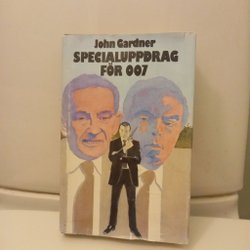 John Gardner
SPECIALUPPDRAG
FÖR 007